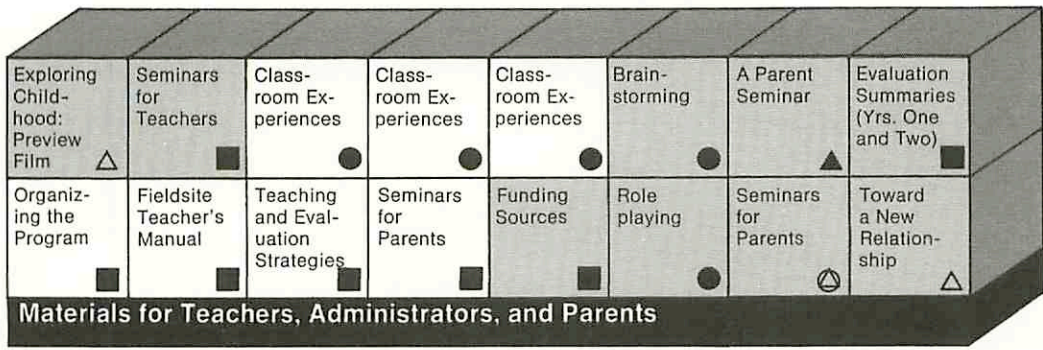 Exploring
Child-
hood:
Preview
Film
Seminars
for
Teachers
Class-
room Ex-
periences
Class-
room Ex-
periences
Class-
room Ex-
periences
Brain-
storming
A Parent
Seminar
Evaluation
Summaries
(Yrs. One
and Two)
Organiz-
ing the
Program
Fieldsite
Teacher's
Manual
Teaching
and Eval-
uation
Strategies
Seminars
for
Parents
Funding
Sources
Role
playing
Seminars
for
Parents
Toward
a New
Relation-
ship
Materials for Teachers, Administrators, and Parents